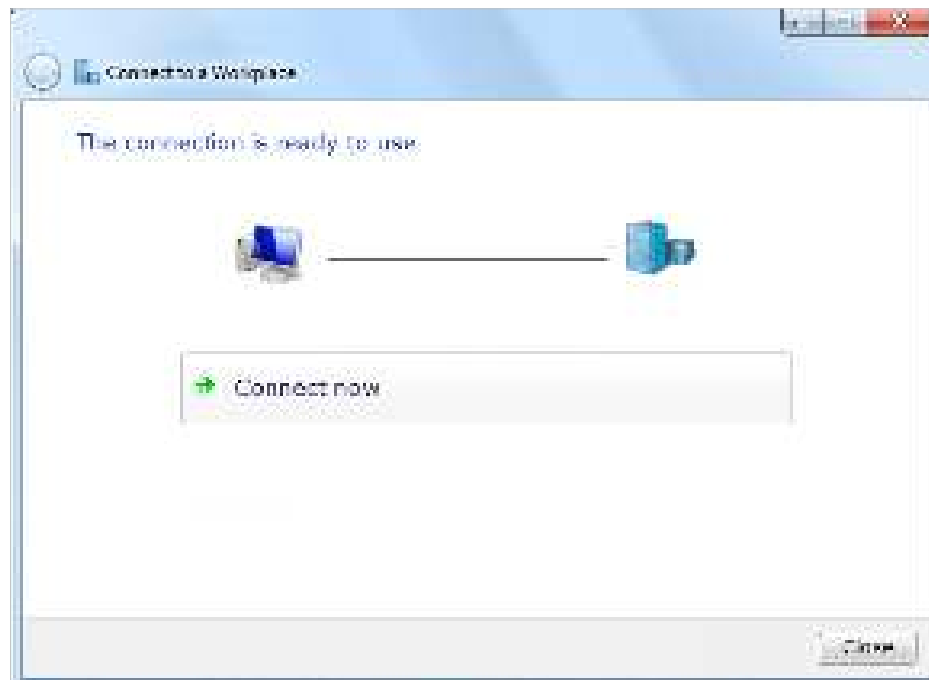 Connect to a Workplace
The connection is ready to use
Connect now
Close